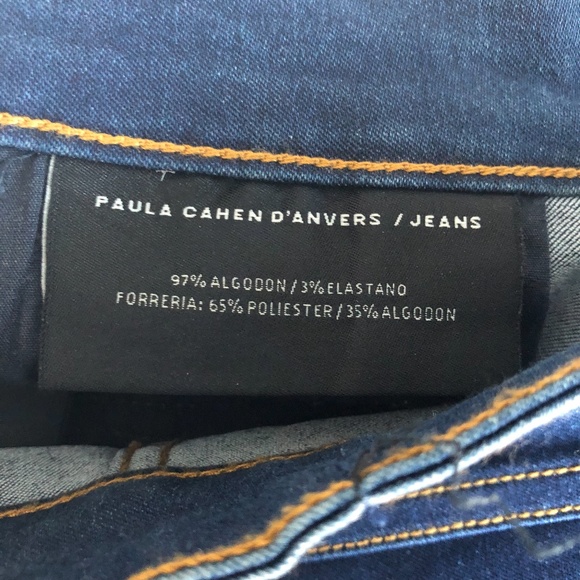 PAULA CAHEN D'ANVERS / JEANS
97% ALGODON / 3% ELASTANO
FORRERIA: 65% POLIESTER / 35% ALGODON